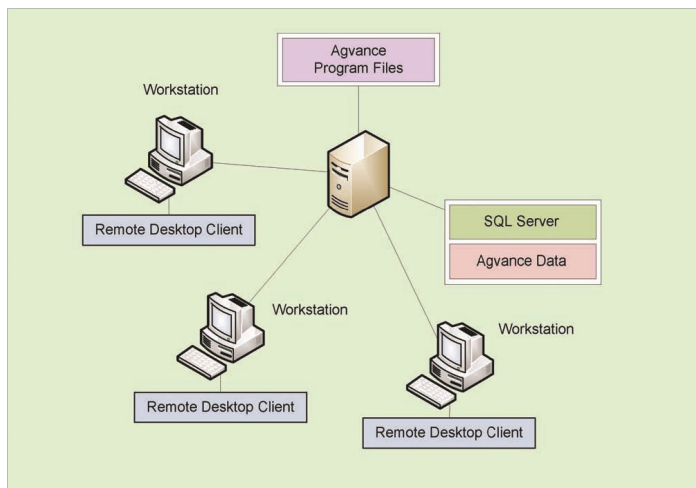 Agvance
Program Files
Workstation
Remote Desktop Client
SQL Server
Agvance Data
Workstation
Remote Desktop Client
Workstation
Remote Desktop Client